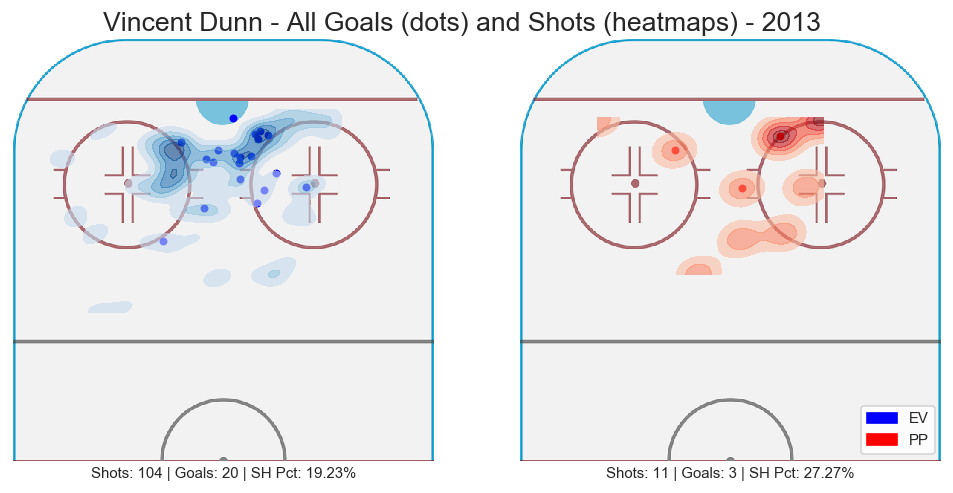 Vincent Dunn - All Goals (dots) and Shots (heatmaps) - 2013
EV
PP
Shots: 104 | Goals: 20 | SH Pct: 19.23%
Shots: 11 | Goals: 3 | SH Pct: 27.27%